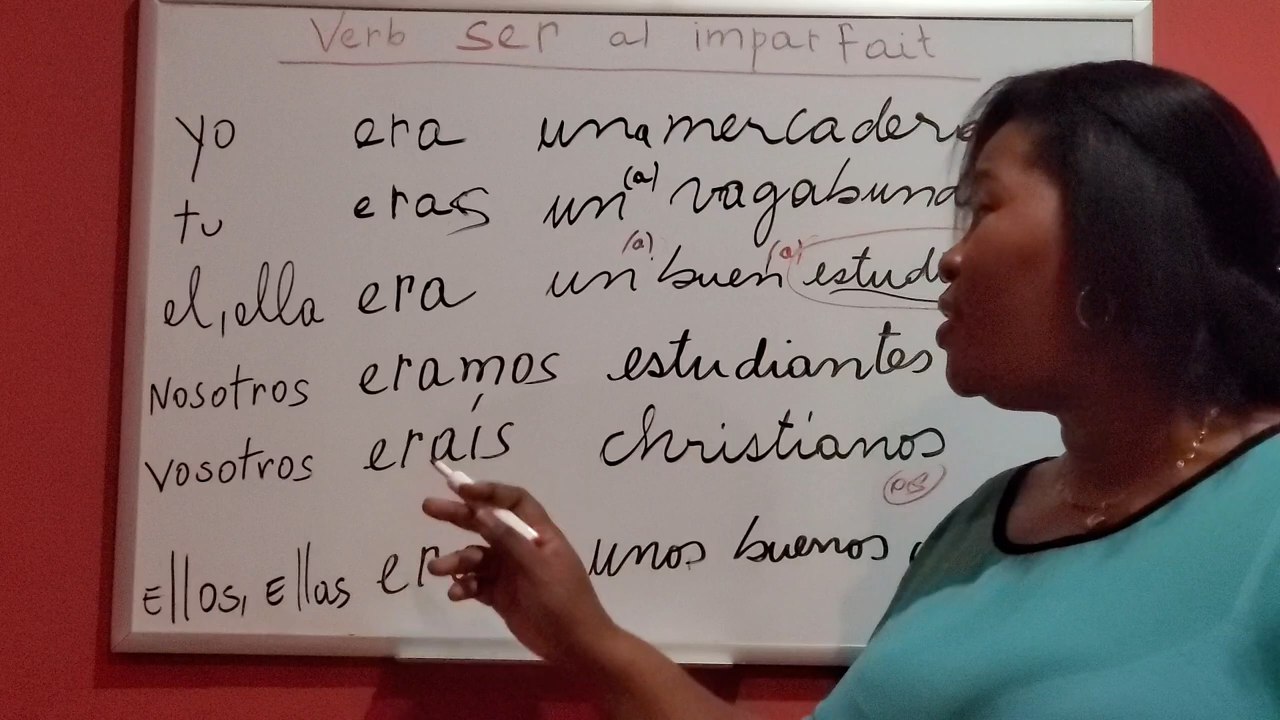 Verb ser al imparfait
yo era una mercader
tu eras un (a) vagabund
el, ella era un (a) buen (a) estud
Nosotros eramos estudiantes
Vosotros eraís christianos
(as)
Ellos, Ellas er unos buenos